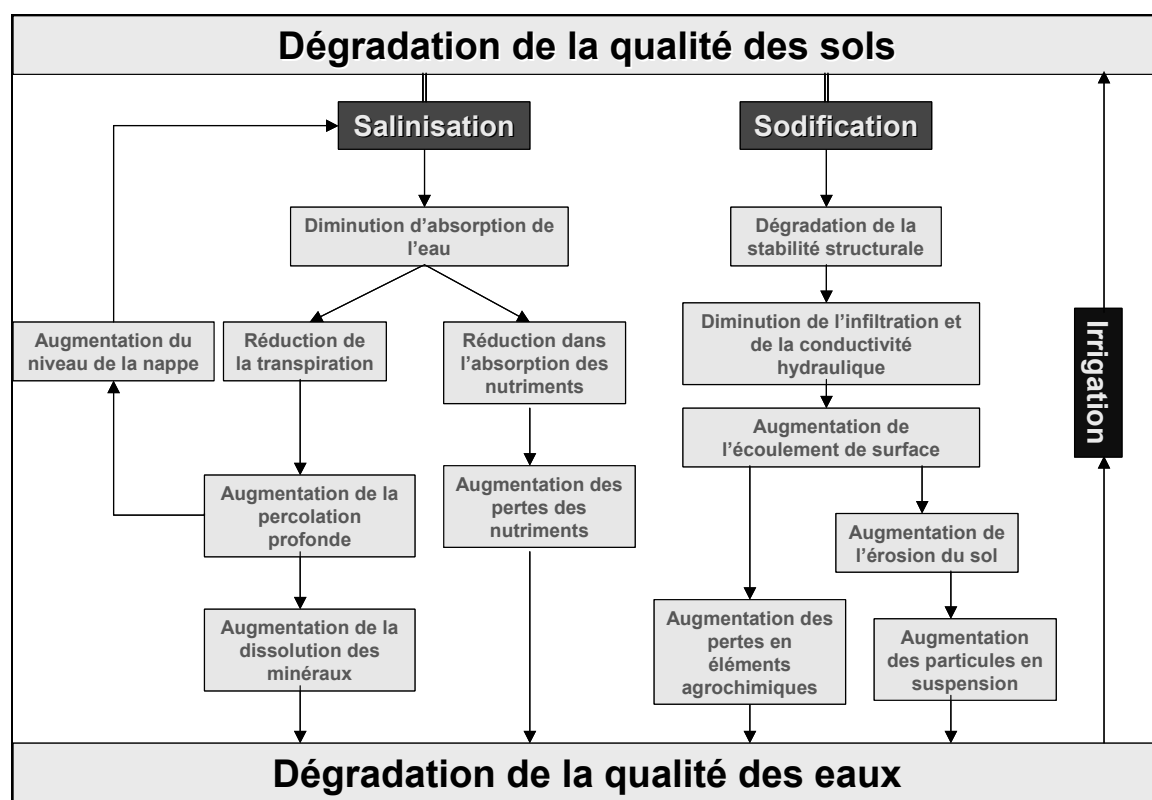 Dégradation de la qualité des sols
Salinisation
Sodification
Diminution d'absorption de
l'eau
Dégradation de la
stabilité structurale
Augmentation du
niveau de la nappe
Réduction de
la transpiration
Réduction dans
l'absorption des
nutriments
Diminution de l'infiltration et
de la conductivité
hydraulique
Irrigation
Augmentation de
l'écoulement de surface
Augmentation de la
percolation
profonde
Augmentation des
pertes des
nutriments
Augmentation de
l'érosion du sol
Augmentation de la
dissolution des
minéraux
Augmentation des
pertes en
éléments
agrochimiques
Augmentation
des particules en
suspension
Dégradation de la qualité des eaux